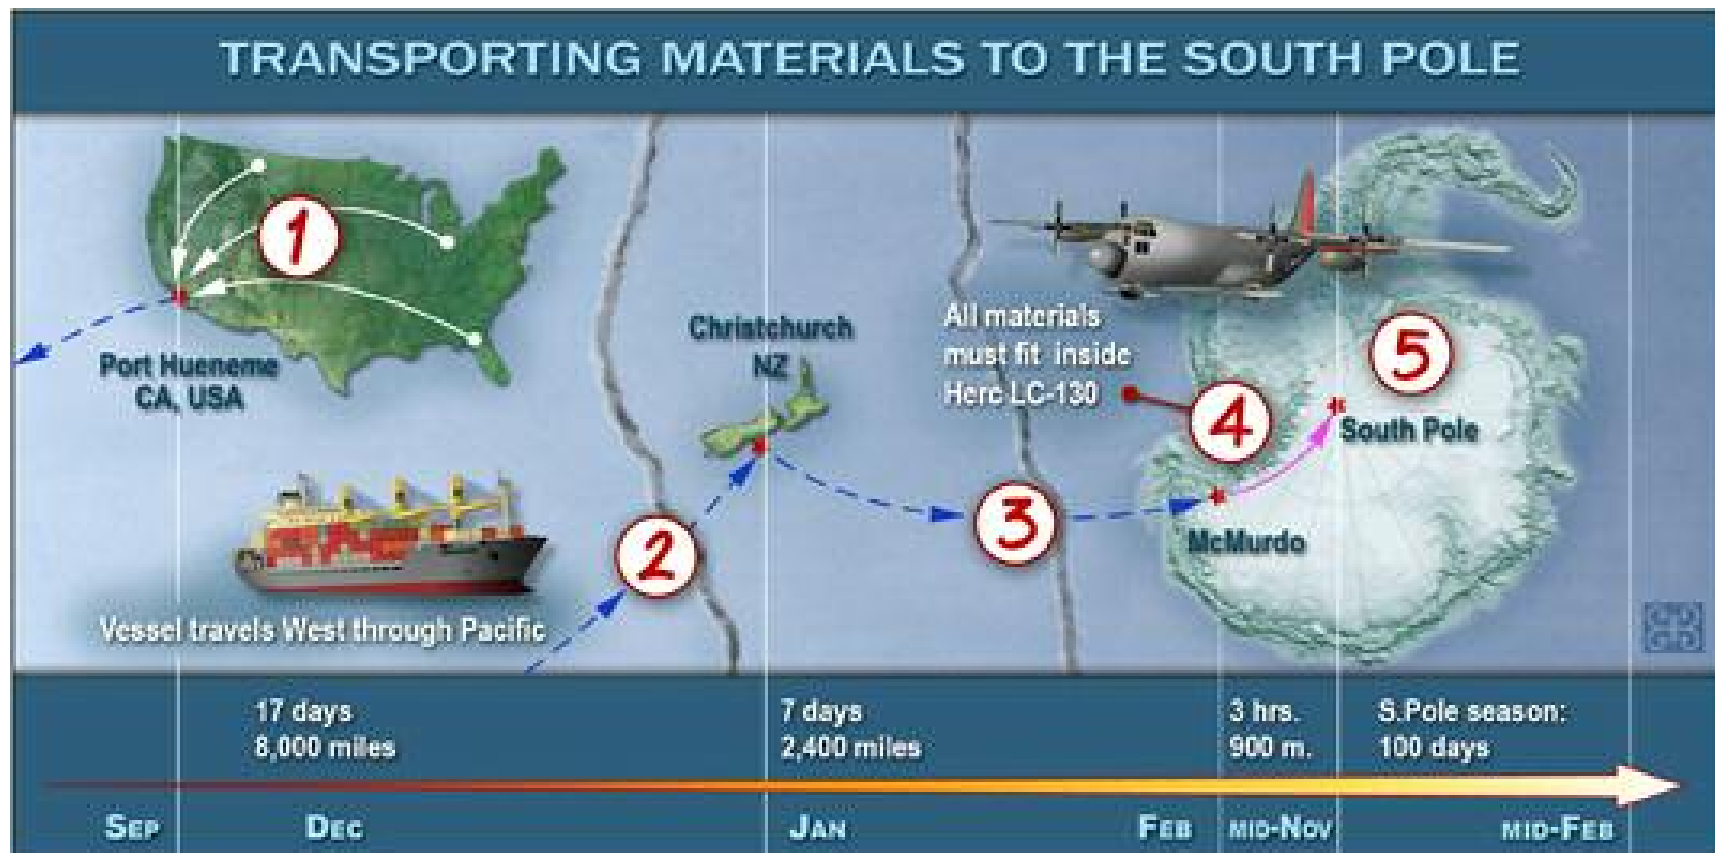 TRANSPORTING MATERIALS TO THE SOUTH POLE
1
Port Hueneme
CA, USA
Vessel travels West through Pacific
2
Christchurch
NZ
3
All materials
must fit inside
Herc LC-130
4
5
South Pole
McMurdo
17 days
8,000 miles
7 days
2,400 miles
3 hrs.
900 m.
S.Pole season:
100 days
SEP
DEC
JAN
FEB
MID-NOV
MID-FEB